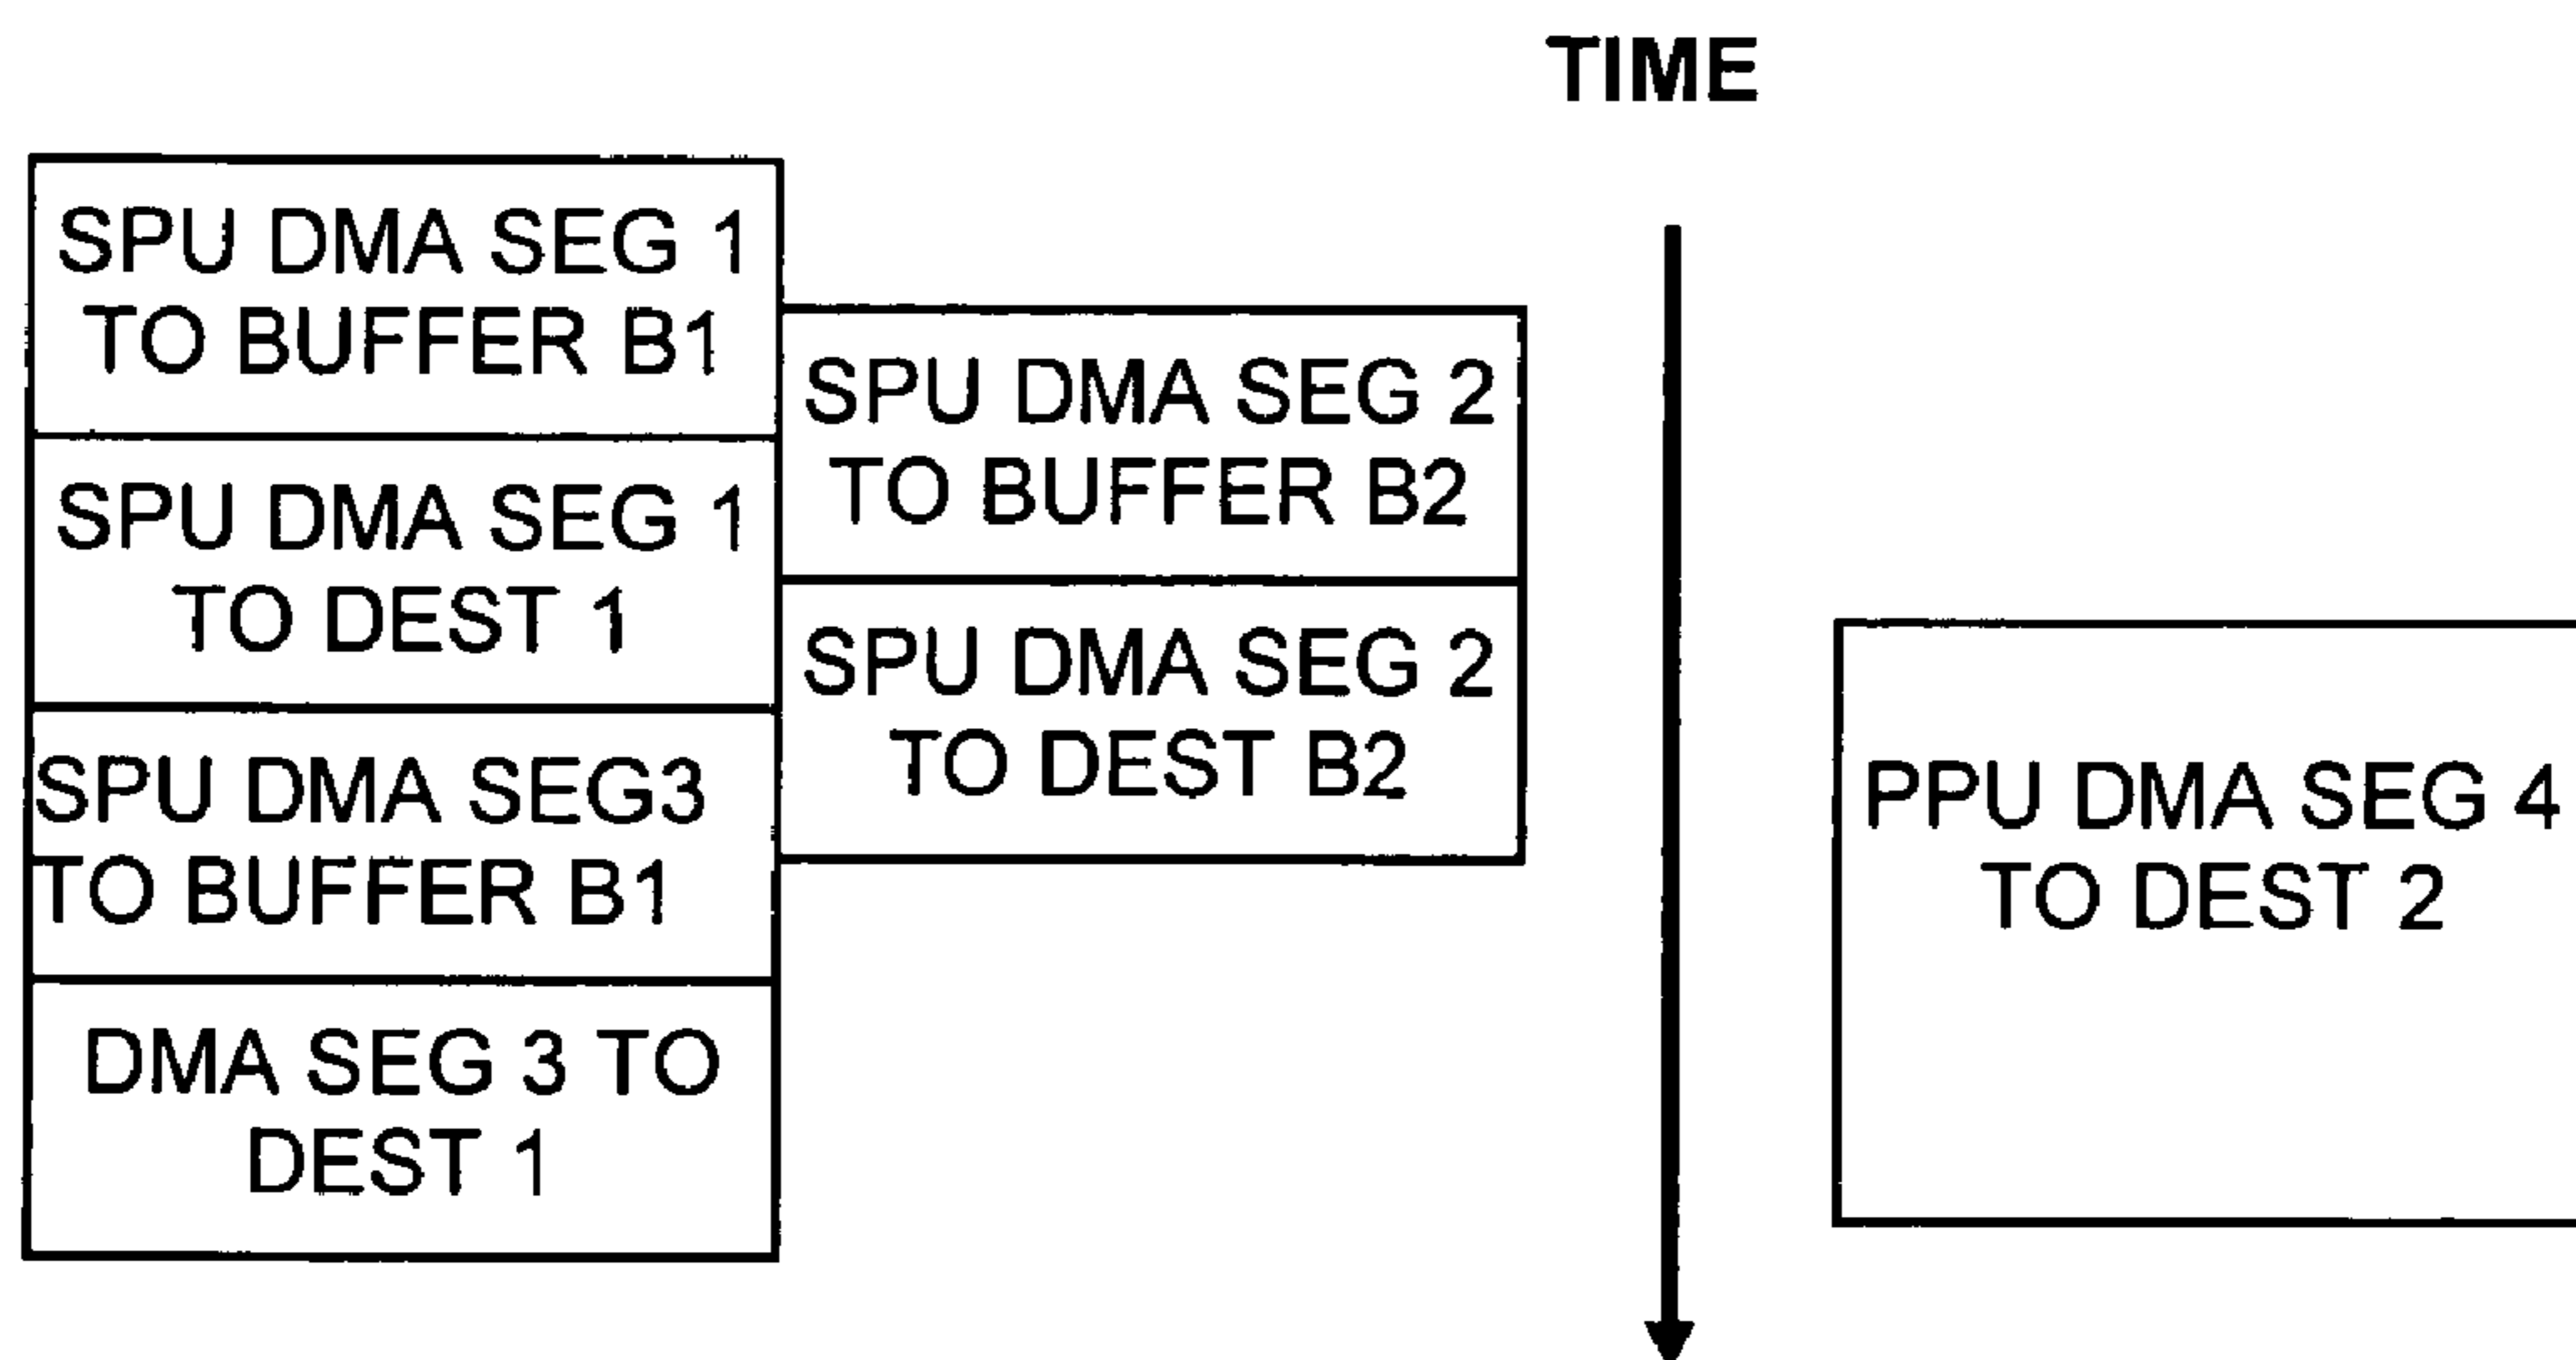 TIME
SPU DMA SEG 1
TO BUFFER B1
SPU DMA SEG 1
TO DEST 1
SPU DMA SEG3
TO BUFFER B1
DMA SEG 3 TO
DEST 1
SPU DMA SEG 2
TO BUFFER B2
SPU DMA SEG 2
TO DEST B2
PPU DMA SEG 4
TO DEST 2